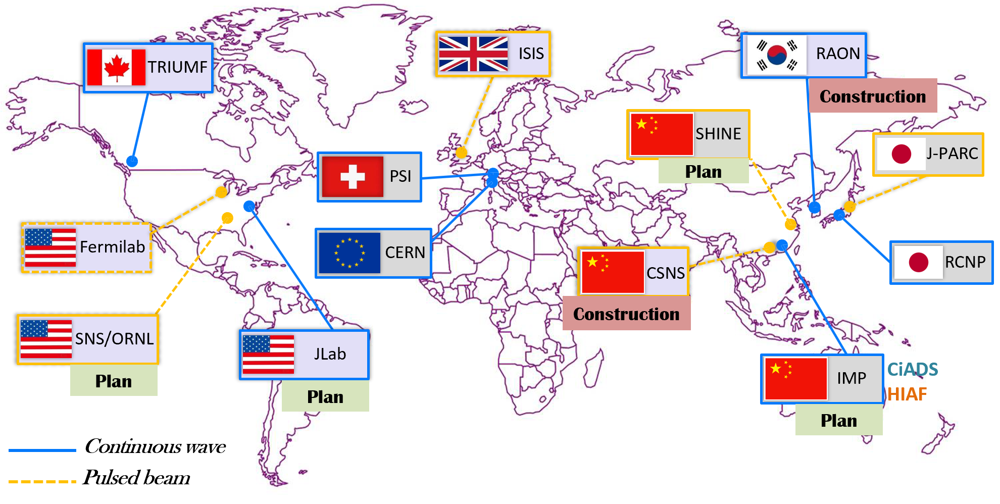 TRIUMF
ISIS
RAON
Construction
SHINE
Plan
J-PARC
PSI
Fermilab
CERN
CSNS
Construction
RCNP
SNS/ORNL
Plan
JLab
Plan
IMP
CiADS
HIAF
Plan
Continuous wave
Pulsed beam